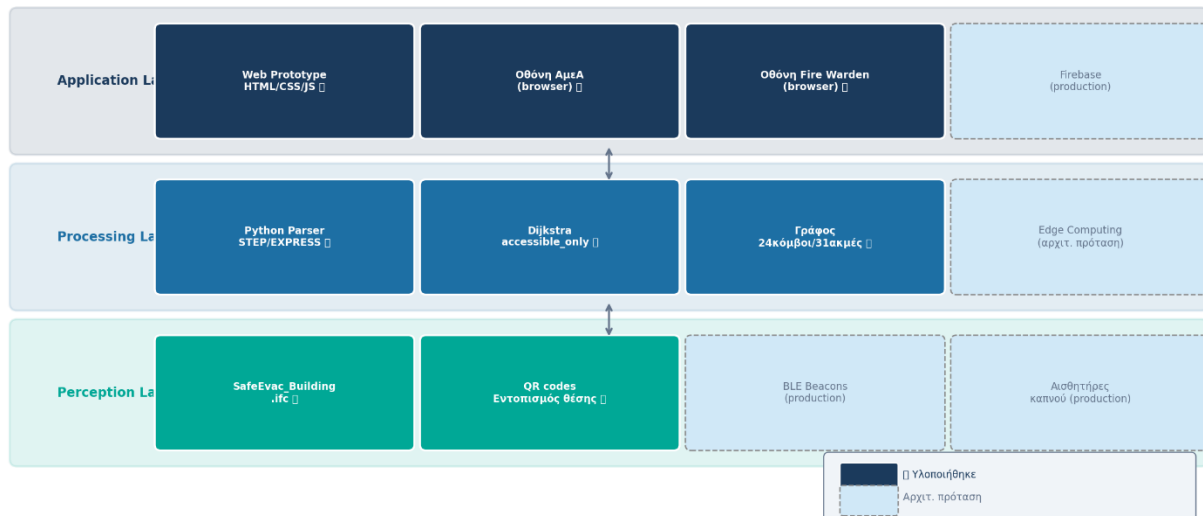 Application La
Web Prototype
HTML/CSS/JS
Οθόνη ΑμεΑ
(browser)
Οθόνη Fire Warden
(browser)
Firebase
(production)
Processing La
Python Parser
STEP/EXPRESS
Dijkstra
accessible_only
Γράφος
24κόμβοι/31ακμές
Edge Computing
(αρχιτ. πρόταση)
Perception La
SafeEvac_Building
.ifc
QR codes
Εντοπισμός θέσης
BLE Beacons
(production)
Αισθητήρες
καπνού (production)
Υλοποιήθηκε
Αρχιτ. πρόταση